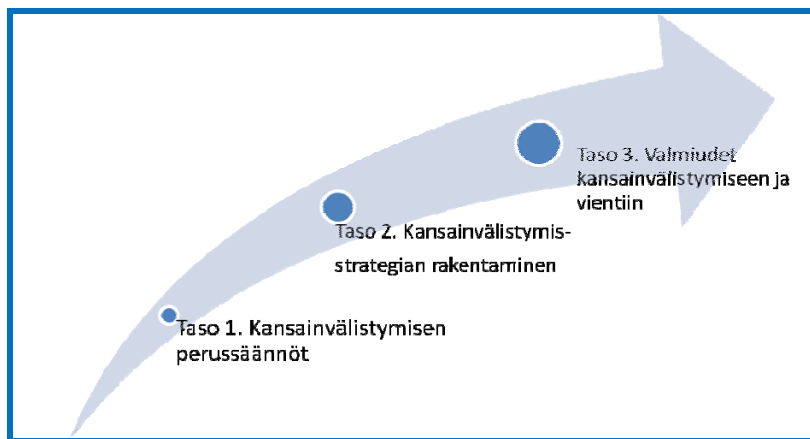 Taso 3. Valmiudet
kansainvälistymiseen ja
vientiin
Taso 2. Kansainvälistymis-
strategian rakentaminen
Taso 1. Kansainvälistymisen
perussäännöt